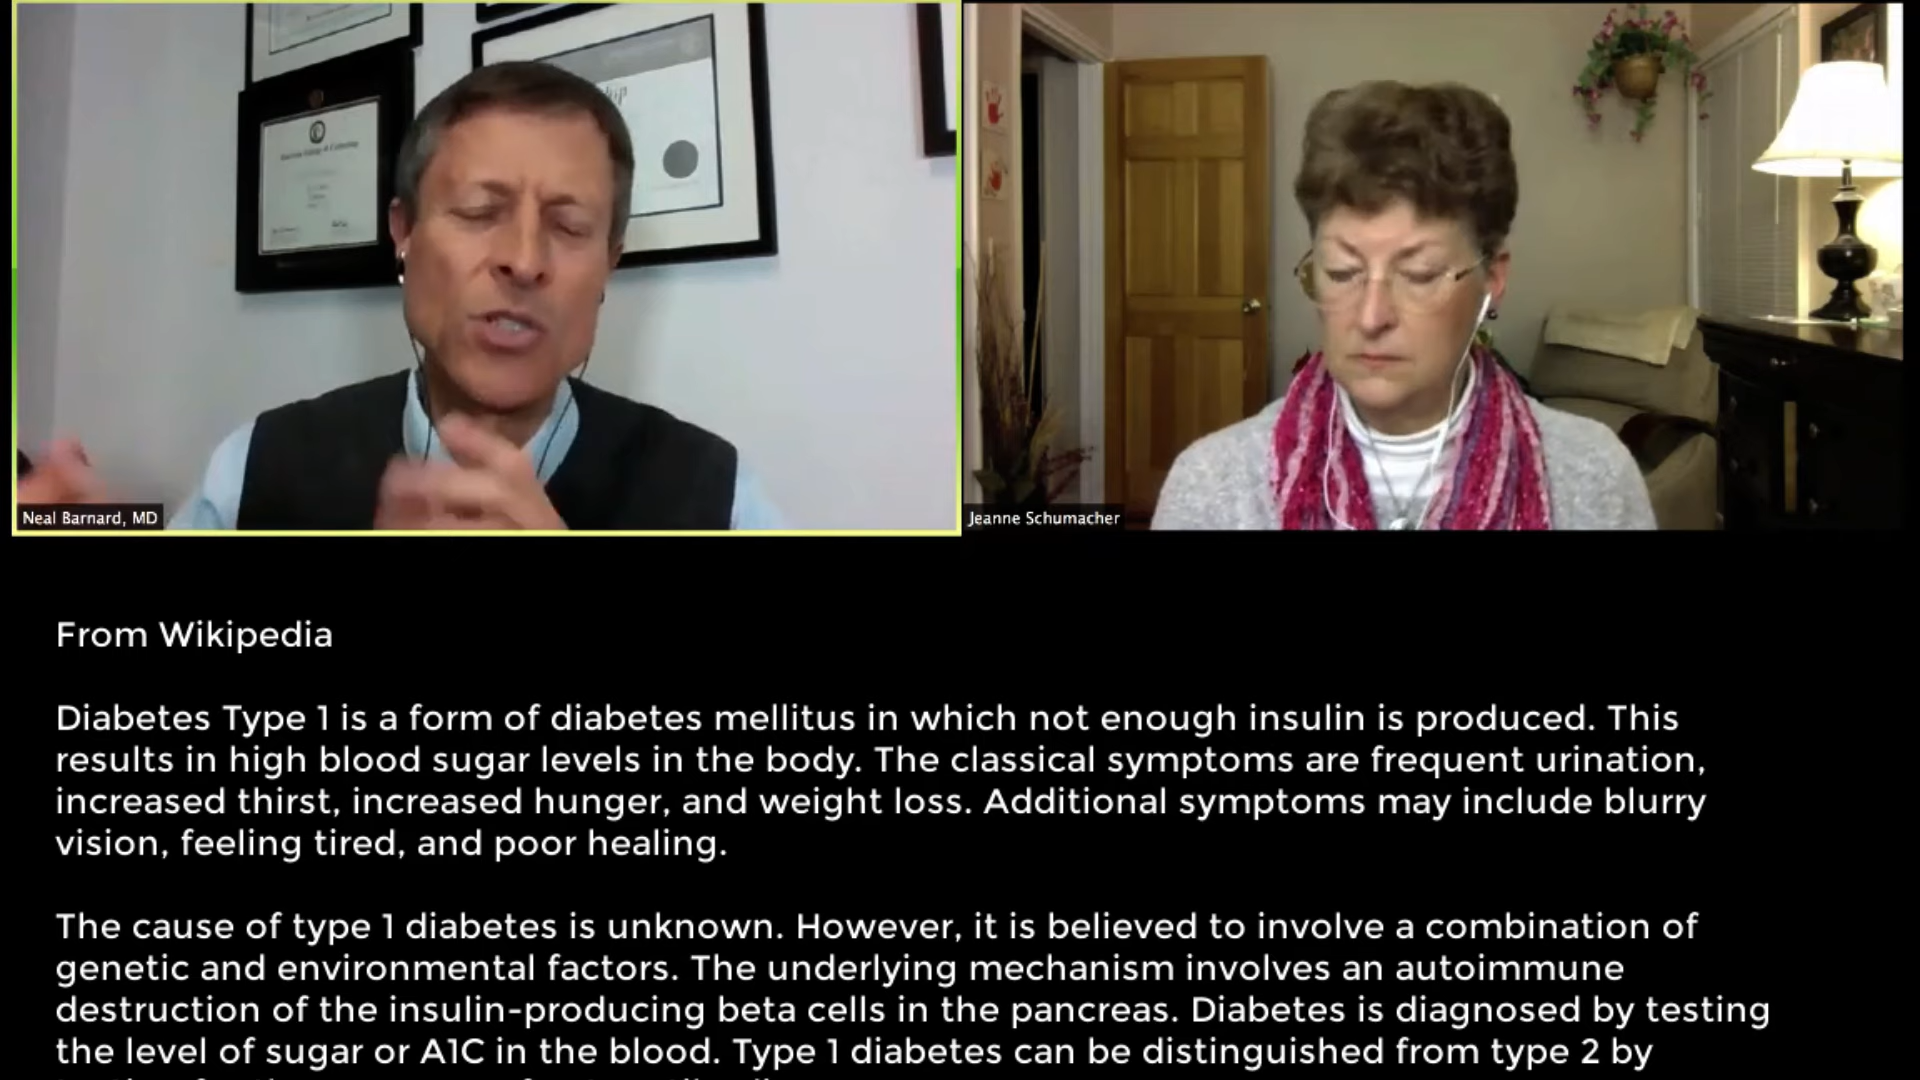 Neal Barnard, MD
Jeanne Schumacher
From Wikipedia
Diabetes Type 1 is a form of diabetes mellitus in which not enough insulin is produced. This
results in high blood sugar levels in the body. The classical symptoms are frequent urination,
increased thirst, increased hunger, and weight loss. Additional symptoms may include blurry
vision, feeling tired, and poor healing.
The cause of type 1 diabetes is unknown. However, it is believed to involve a combination of
genetic and environmental factors. The underlying mechanism involves an autoimmune
destruction of the insulin-producing beta cells in the pancreas. Diabetes is diagnosed by testing
the level of sugar or A1C in the blood. Type 1 diabetes can be distinguished from type 2 by